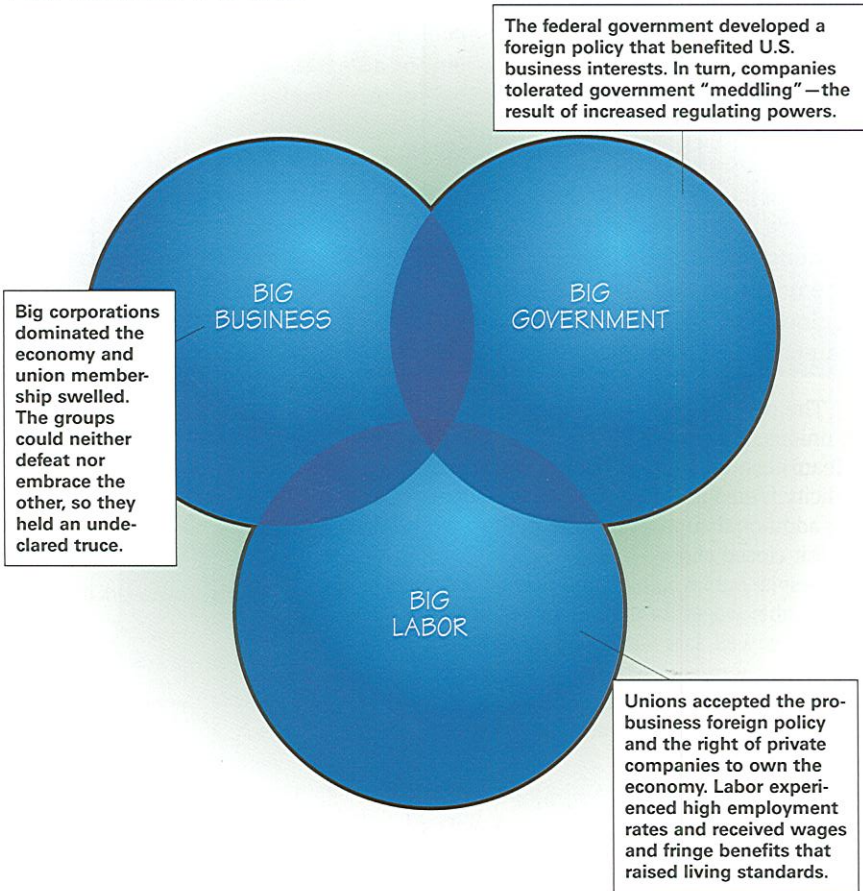 The federal government developed a
foreign policy that benefited U.S.
business interests. In turn, companies
tolerated government “meddling”—the
result of increased regulating powers.
BIG
BUSINESS
BIG
GOVERNMENT
Big corporations
dominated the
economy and
union member-
ship swelled.
The groups
could neither
defeat nor
embrace the
other, so they
held an unde-
clared truce.
BIG
LABOR
Unions accepted the pro-
business foreign policy
and the right of private
companies to own the
economy. Labor experi-
enced high employment
rates and received wages
and fringe benefits that
raised living standards.